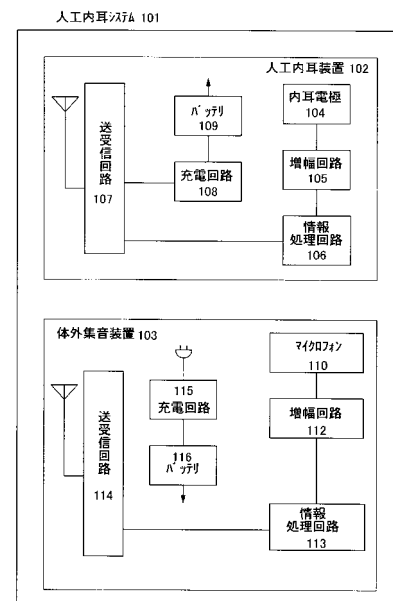 人工内耳システム 101
人工内耳装置 102
送受信回路
107
バッテリ
109
充電回路
108
内耳電極
104
増幅回路
105
情報
処理回路
106
体外集音装置 103
送受信回路
114
115
充電回路
116
バッテリ
マイクロフォン
110
増幅回路
112
情報
処理回路
113